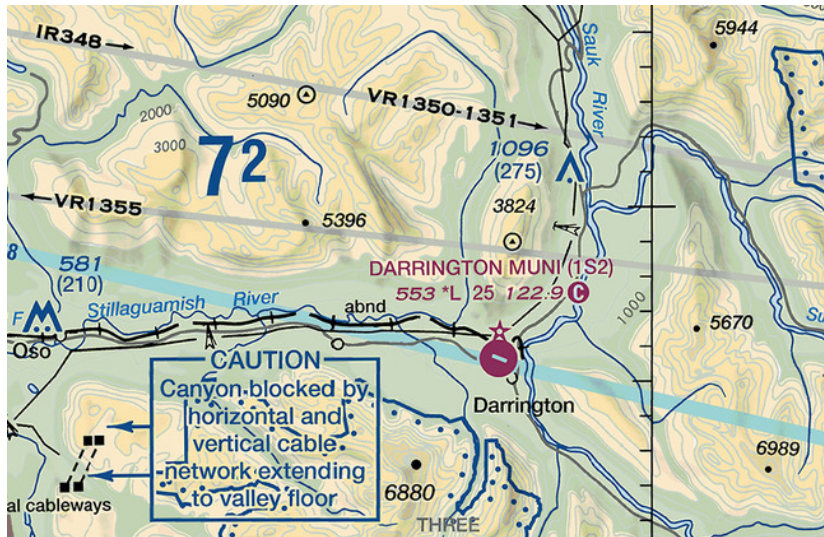 IR348
5944
Sauk River
5090
VR1350-1351
2000
3000
7²
1096
(275)
VR1355
5396
3824
8
581
(210)
F
Stillaguamish River
abnd
DARRINGTON MUNI (1S2)
553 *L 25 122.9 C
1000
5670
Su
Oso
CAUTION
Canyon blocked by
horizontal and
vertical cable
network extending
to valley floor
Darrington
6989
6880
al cableways
THREE